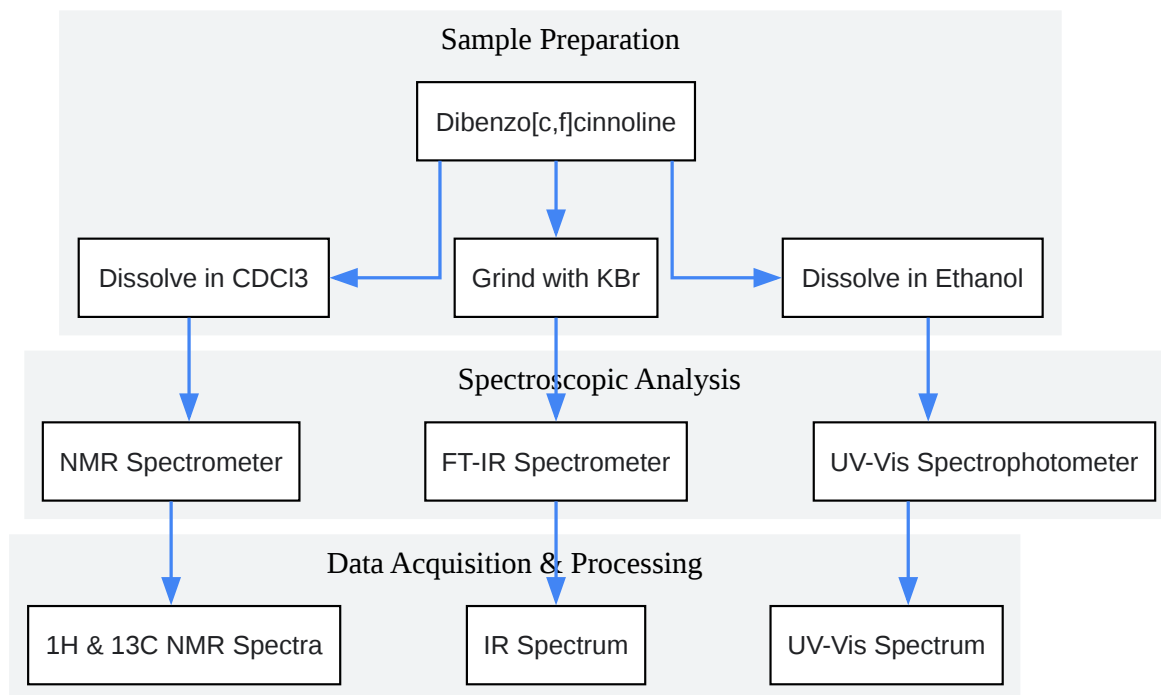 Sample Preparation
Dibenzo[c,f]cinnoline
Dissolve in CDCl3
Grind with KBr
Dissolve in Ethanol
Spectroscopic Analysis
NMR Spectrometer
FT-IR Spectrometer
UV-Vis Spectrophotometer
Data Acquisition & Processing
1H & 13C NMR Spectra
IR Spectrum
UV-Vis Spectrum